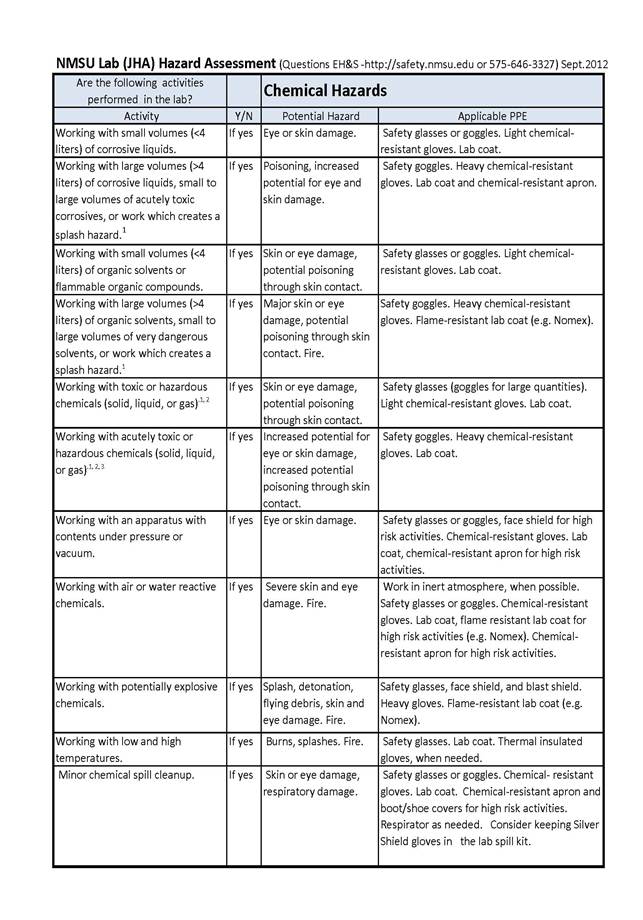 NMSU Lab (JHA) Hazard Assessment (Questions EH&S -http://safety.nmsu.edu or 575-646-3327) Sept.2012
Are the following activities
performed in the lab?
Chemical Hazards
Activity Y/N Potential Hazard Applicable PPE
Working with small volumes (<4
liters) of corrosive liquids.
If yes
Eye or skin damage.
Safety glasses or goggles. Light chemical-
resistant gloves. Lab coat.
Working with large volumes (>4
liters) of corrosive liquids, small to
large volumes of acutely toxic
corrosives, or work which creates a
splash hazard.1
If yes
Poisoning, increased
potential for eye and
skin damage.
Safety goggles. Heavy chemical-resistant
gloves. Lab coat and chemical-resistant apron.
Working with small volumes (<4
liters) of organic solvents or
flammable organic compounds.
If yes
Skin or eye damage,
potential poisoning
through skin contact.
Safety glasses or goggles. Light chemical-
resistant gloves. Lab coat.
Working with large volumes (>4
liters) of organic solvents, small to
large volumes of very dangerous
solvents, or work which creates a
splash hazard.1
If yes
Major skin or eye
damage, potential
poisoning through skin
contact. Fire.
Safety goggles. Heavy chemical-resistant
gloves. Flame-resistant lab coat (e.g. Nomex).
Working with toxic or hazardous
chemicals (solid, liquid, or gas).1, 2
If yes
Skin or eye damage,
potential poisoning
through skin contact.
Safety glasses (goggles for large quantities).
Light chemical-resistant gloves. Lab coat.
Working with acutely toxic or
hazardous chemicals (solid, liquid,
or gas).1, 2, 3
If yes
Increased potential for
eye or skin damage,
increased potential
poisoning through skin
contact.
Safety goggles. Heavy chemical-resistant
gloves. Lab coat.
Working with an apparatus with
contents under pressure or
vacuum.
If yes
Eye or skin damage.
Safety glasses or goggles, face shield for high
risk activities. Chemical-resistant gloves. Lab
coat, chemical-resistant apron for high risk
activities.
Working with air or water reactive
chemicals.
If yes
Severe skin and eye
damage. Fire.
Work in inert atmosphere, when possible.
Safety glasses or goggles. Chemical-resistant
gloves. Lab coat, flame resistant lab coat for
high risk activities (e.g. Nomex). Chemical-
resistant apron for high risk activities.
Working with potentially explosive
chemicals.
If yes
Splash, detonation,
flying debris, skin and
eye damage. Fire.
Safety glasses, face shield, and blast shield.
Heavy gloves. Flame-resistant lab coat (e.g.
Nomex).
Working with low and high
temperatures.
If yes
Burns, splashes. Fire.
Safety glasses. Lab coat. Thermal insulated
gloves, when needed.
Minor chemical spill cleanup.
If yes
Skin or eye damage,
respiratory damage.
Safety glasses or goggles. Chemical- resistant
gloves. Lab coat. Chemical-resistant apron and
boot/shoe covers for high risk activities.
Respirator as needed. Consider keeping Silver
Shield gloves in the lab spill kit.